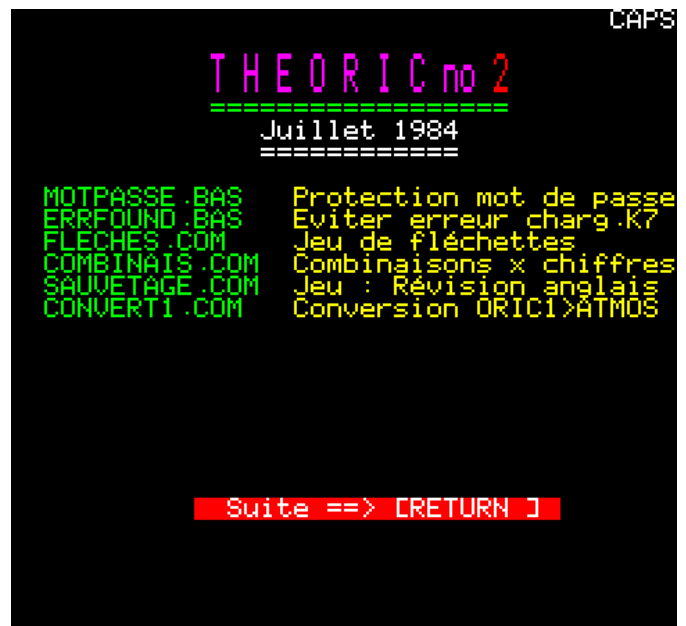 CAPS
T H E O R I C no 2
==================
Juillet 1984
============
MOTPASSE.BAS Protection mot de passe
ERRFOUND.BAS Eviter erreur charg.K7
FLECHES.COM Jeu de fléchettes
COMBINAIS.COM Combinaisons x chiffres
SAUVETAGE.COM Jeu : Révision anglais
CONVERT1.COM Conversion ORIC1>ATMOS
Suite ==> [RETURN ]